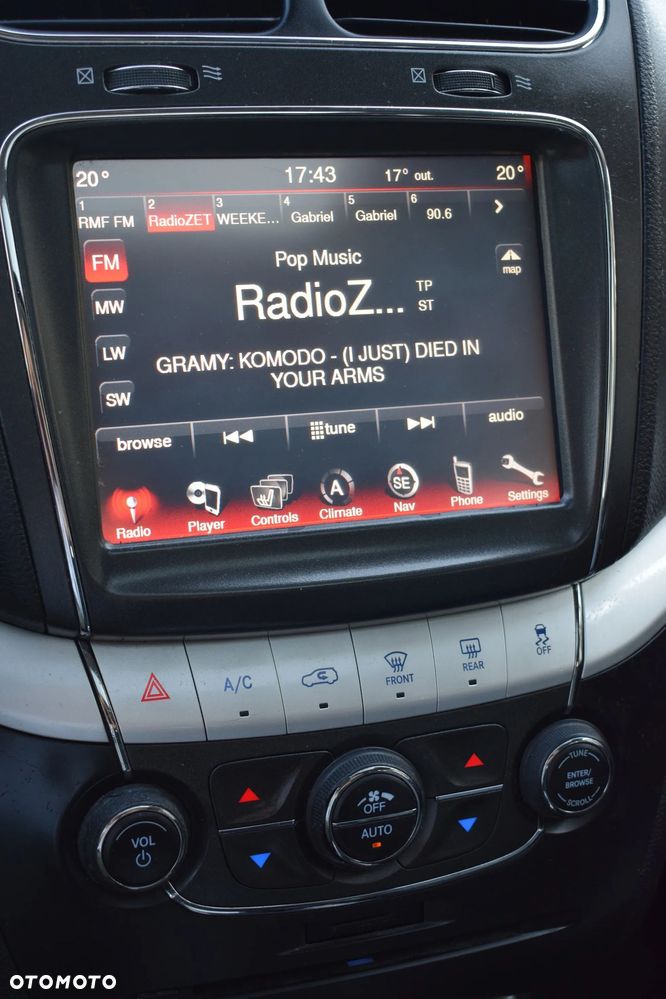 20° 17:43 17° out. 20°
1 2 3 4 5 6
RMF FM RadioZET WEEKE... Gabriel Gabriel 90.6
FM
Pop Music
map
MW
RadioZ... TP
ST
LW
GRAMY: KOMODO - (I JUST) DIED IN
YOUR ARMS
SW
browse tune audio
Radio Player Controls A Climate SE Nav Phone Settings
A/C FRONT REAR OFF
OFF
AUTO
VOL
TUNE
ENTER/
BROWSE
SCROLL
OTOMOTO